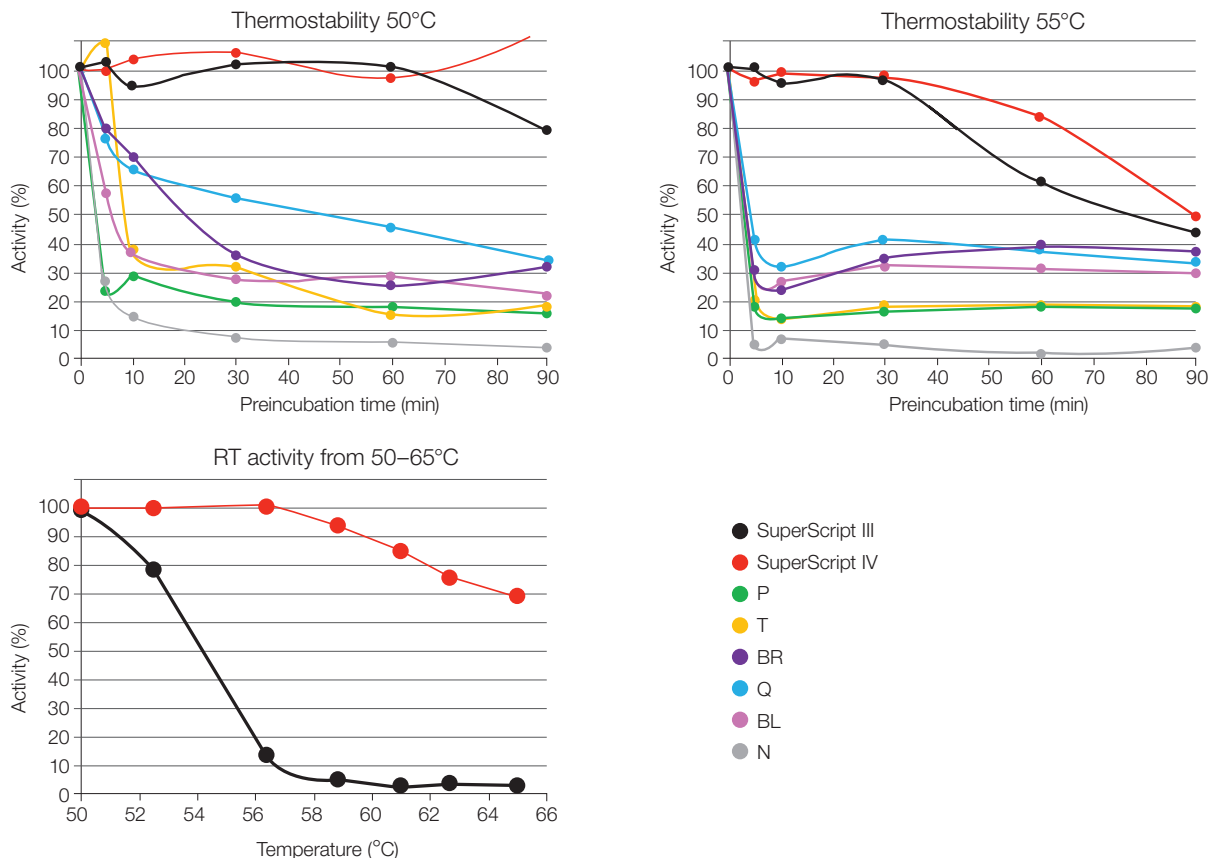 Thermostability 50°C
Activity (%)
100
90
80
70
60
50
40
30
20
10
0
0 10 20 30 40 50 60 70 80 90
Preincubation time (min)
Thermostability 55°C
Activity (%)
100
90
80
70
60
50
40
30
20
10
0
0 10 20 30 40 50 60 70 80 90
Preincubation time (min)
RT activity from 50–65°C
Activity (%)
100
90
80
70
60
50
40
30
20
10
0
50 52 54 56 58 60 62 64 66
Temperature (°C)
SuperScript III
SuperScript IV
P
T
BR
Q
BL
N